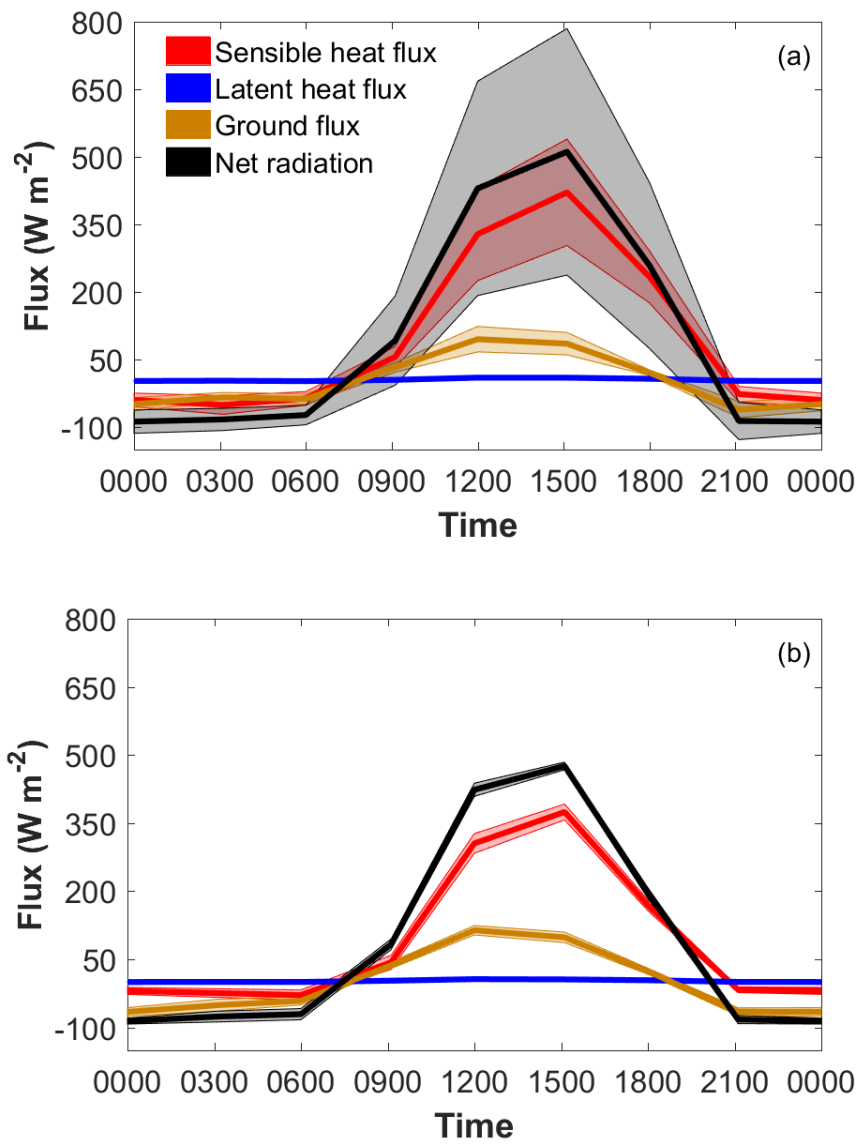 800
650
500
350
200
50
-100
Flux (W m-2)
(a)
Sensible heat flux
Latent heat flux
Ground flux
Net radiation
0000 0300 0600 0900 1200 1500 1800 2100 0000
Time
800
650
500
350
200
50
-100
Flux (W m-2)
(b)
0000 0300 0600 0900 1200 1500 1800 2100 0000
Time